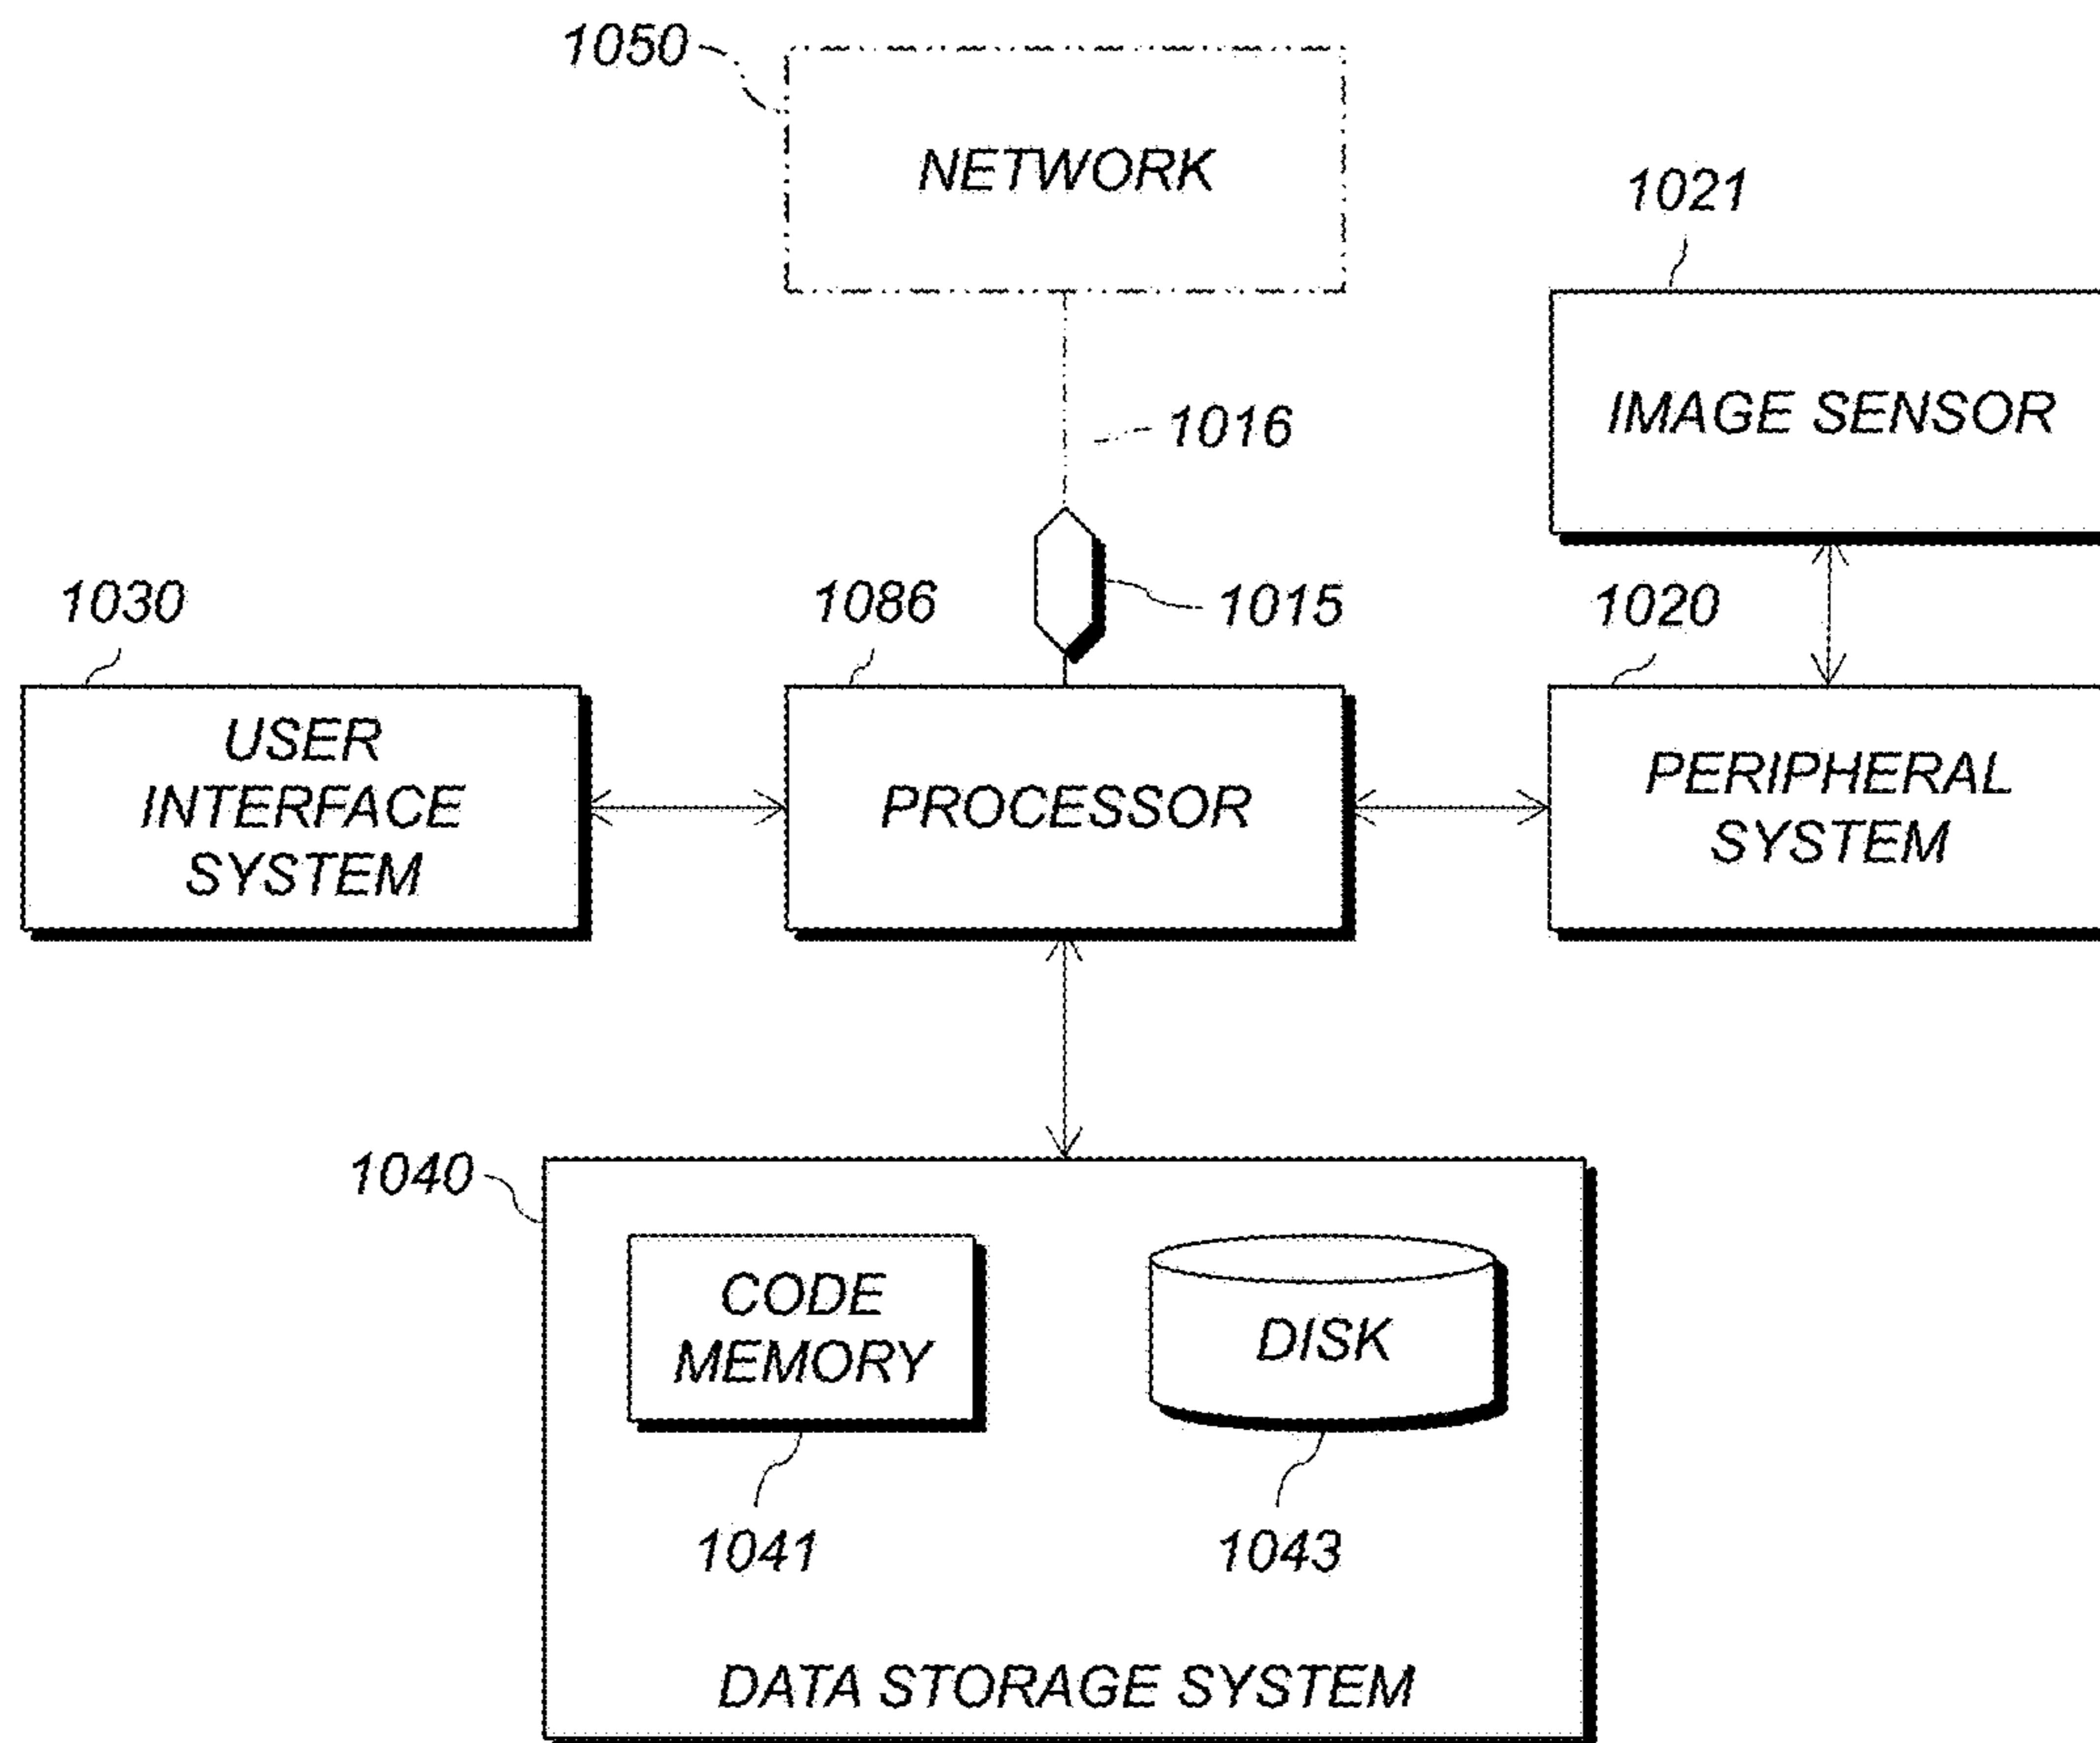 1050
NETWORK
1021
IMAGE SENSOR
1016
1030
1086
1015
1020
USER
INTERFACE
SYSTEM
PROCESSOR
PERIPHERAL
SYSTEM
1040
CODE
MEMORY
DISK
1041
1043
DATA STORAGE SYSTEM